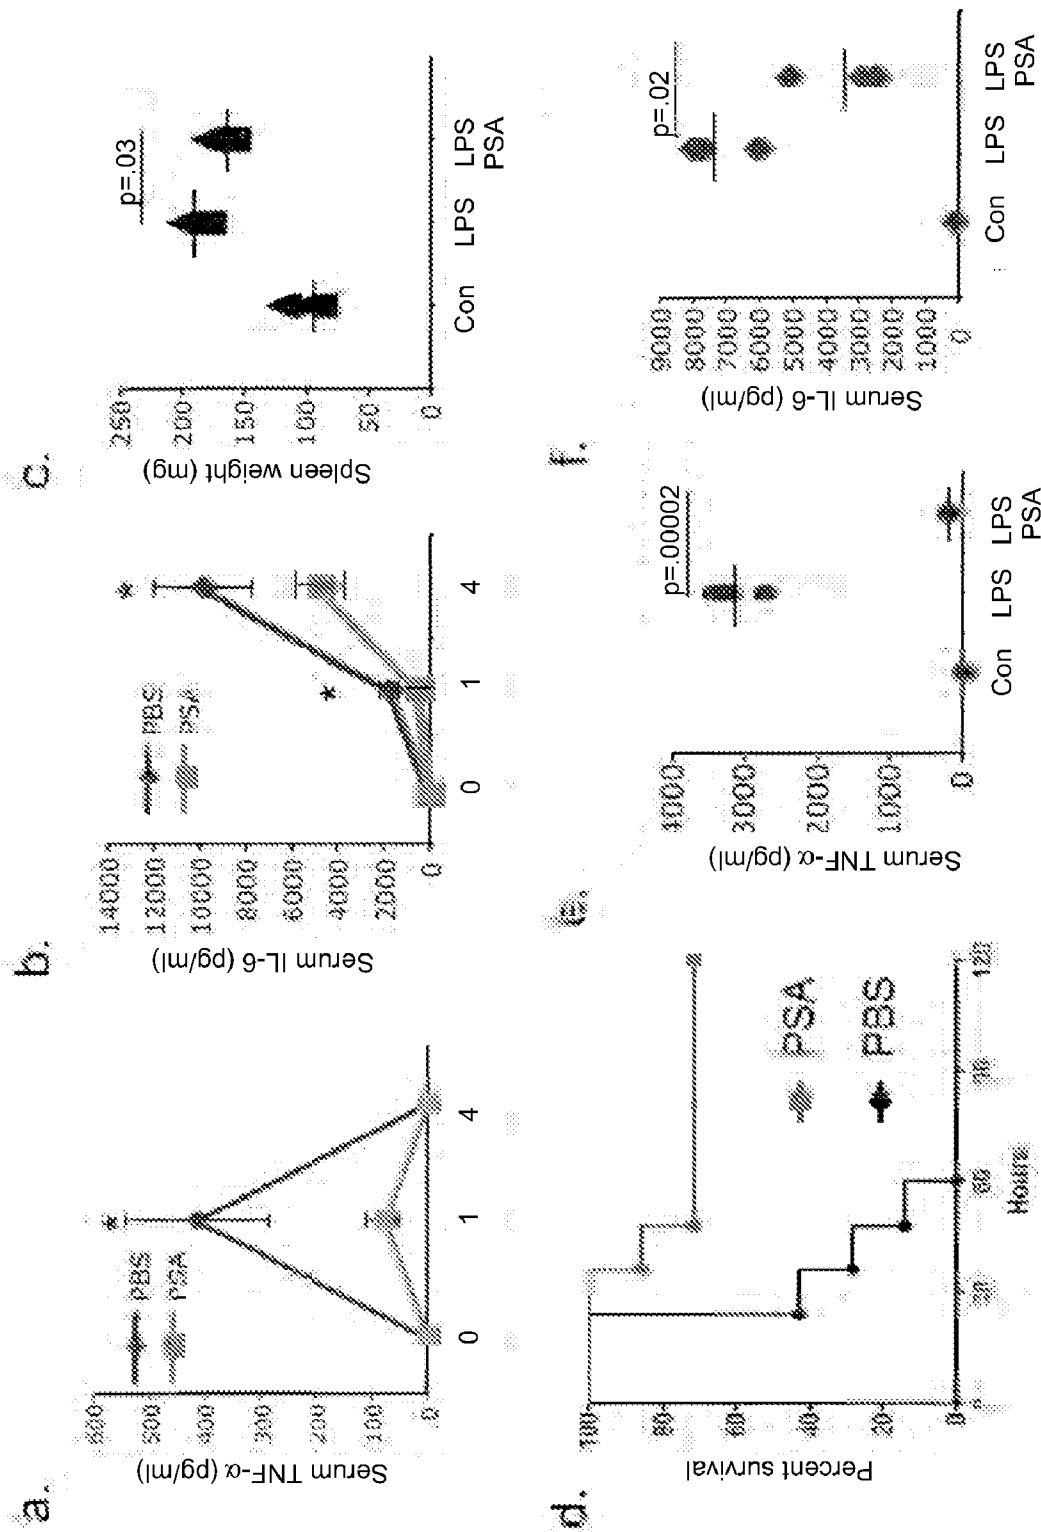 a.
Serum TNF-α (pg/ml)
600
500
400
300
200
100
0
PBS
PSA
*
0
1
4
b.
Serum IL-6 (pg/ml)
14000
12000
10000
8000
6000
4000
2000
0
PBS
PSA
*
*
0
1
4
c.
Spleen weight (mg)
250
200
150
100
50
0
p=.03
Con
LPS
LPS
PSA
d.
Percent survival
100
80
60
40
20
0
PSA
PBS
60
120
Hours
e.
Serum TNF-α (pg/ml)
4000
3000
2000
1000
0
p=.00002
Con
LPS
LPS
PSA
f.
Serum IL-6 (pg/ml)
9000
8000
7000
6000
5000
4000
3000
2000
1000
0
p=.02
Con
LPS
LPS
PSA